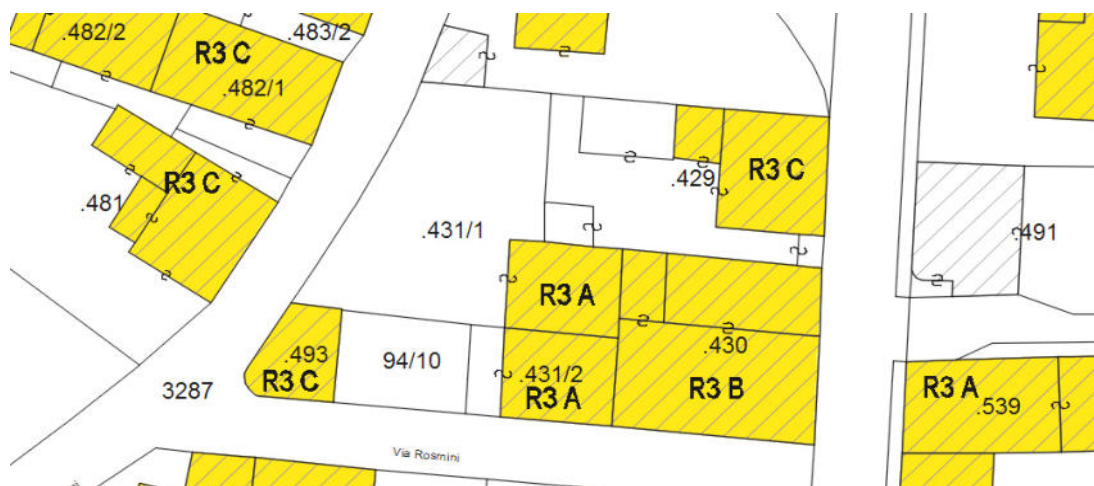 .482/2
.483/2
R3 C
.482/1
R3 C
.481
.429
R3 C
.431/1
.491
R3 A
.430
.493
R3 C
94/10
.431/2
R3 A
R3 B
R3 A
.539
3287
Via Rosmini